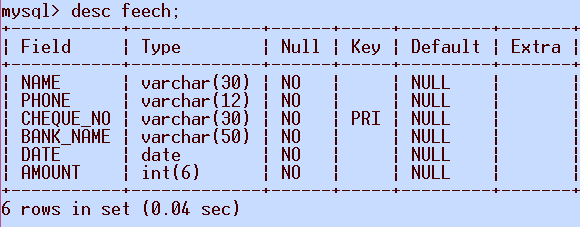 mysql> desc feech;
+-----------+-------------+------+-----+---------+-------+
| Field     | Type        | Null | Key | Default | Extra |
+-----------+-------------+------+-----+---------+-------+
| NAME      | varchar(30) | NO   |     | NULL    |       |
| PHONE     | varchar(12) | NO   |     | NULL    |       |
| CHEQUE_NO | varchar(30) | NO   | PRI | NULL    |       |
| BANK_NAME | varchar(50) | NO   |     | NULL    |       |
| DATE      | date        | NO   |     | NULL    |       |
| AMOUNT    | int(6)      | NO   |     | NULL    |       |
+-----------+-------------+------+-----+---------+-------+
6 rows in set (0.04 sec)